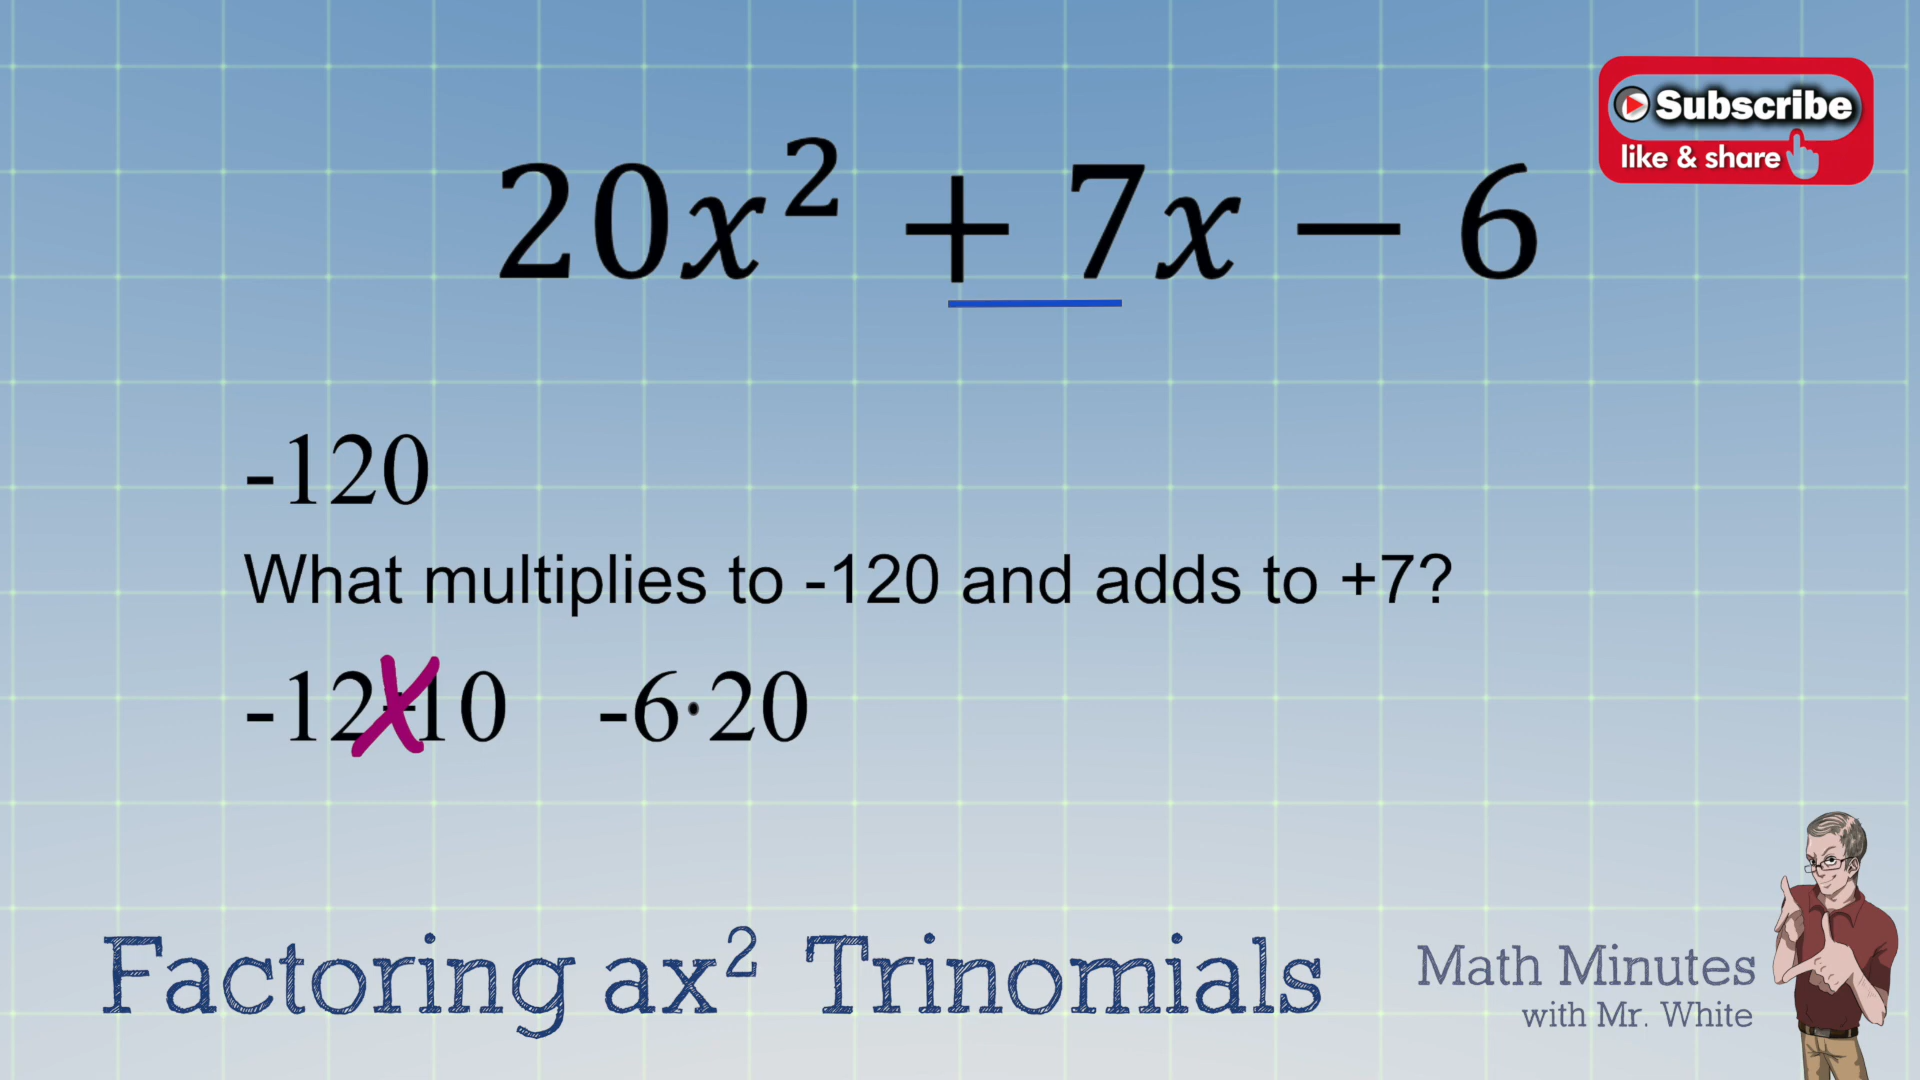 Subscribe
like & share
20x² + 7x − 6
-120
What multiplies to -120 and adds to +7?
-12·10 -6·20
Factoring ax² Trinomials
Math Minutes
with Mr. White